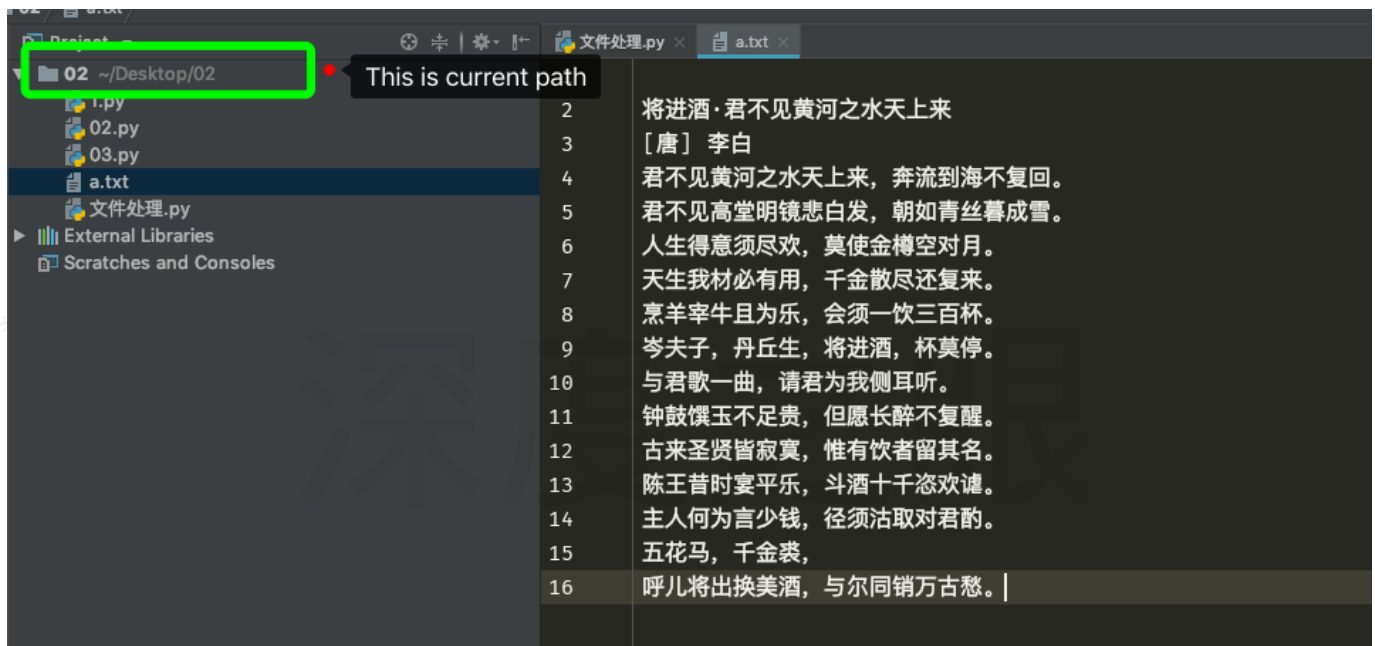 Project
02 ~/Desktop/02
This is current path
1.py
02.py
03.py
a.txt
文件处理.py
External Libraries
Scratches and Consoles
文件处理.py
a.txt
2 将进酒·君不见黄河之水天上来
3 [唐] 李白
4 君不见黄河之水天上来，奔流到海不复回。
5 君不见高堂明镜悲白发，朝如青丝暮成雪。
6 人生得意须尽欢，莫使金樽空对月。
7 天生我材必有用，千金散尽还复来。
8 烹羊宰牛且为乐，会须一饮三百杯。
9 岑夫子，丹丘生，将进酒，杯莫停。
10 与君歌一曲，请君为我侧耳听。
11 钟鼓馔玉不足贵，但愿长醉不复醒。
12 古来圣贤皆寂寞，惟有饮者留其名。
13 陈王昔时宴平乐，斗酒十千恣欢谑。
14 主人何为言少钱，径须沽取对君酌。
15 五花马，千金裘，
16 呼儿将出换美酒，与尔同销万古愁。